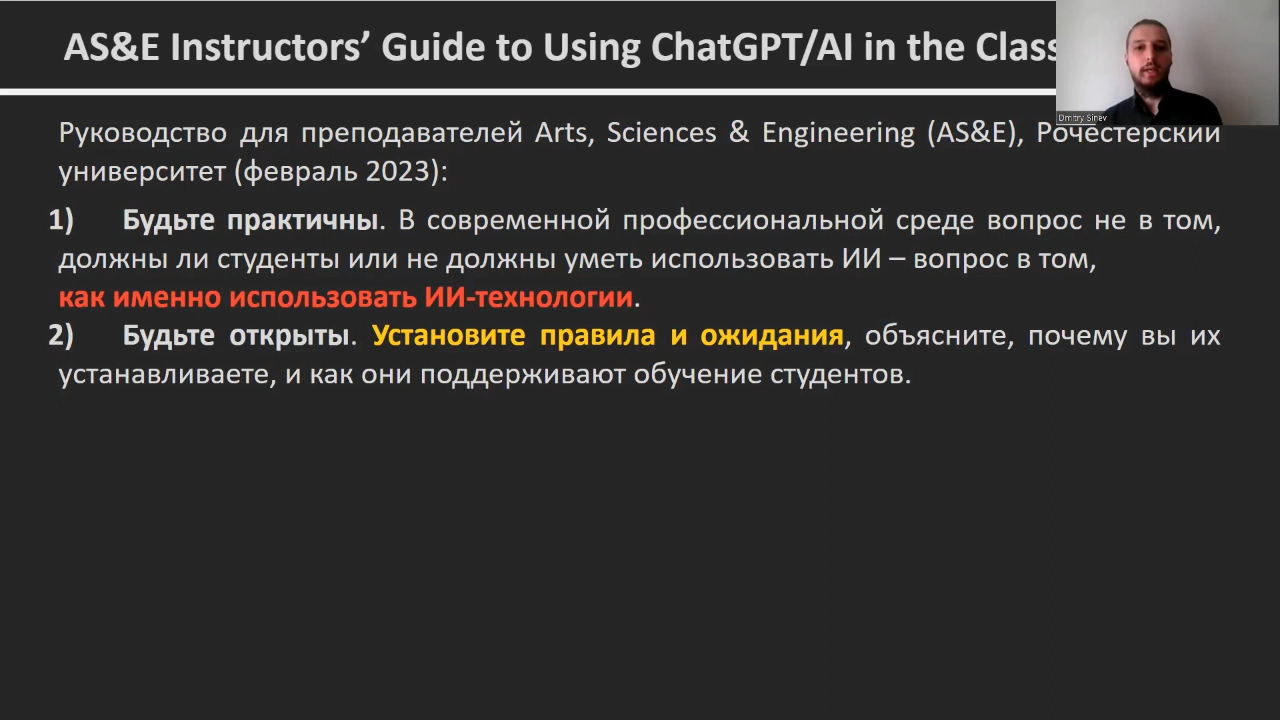 AS&E Instructors’ Guide to Using ChatGPT/AI in the Class
Dmitry Sinev
Руководство для преподавателей Arts, Sciences & Engineering (AS&E), Рочестерский
университет (февраль 2023):
1) Будьте практичны. В современной профессиональной среде вопрос не в том,
должны ли студенты или не должны уметь использовать ИИ – вопрос в том,
как именно использовать ИИ-технологии.
2) Будьте открыты. Установите правила и ожидания, объясните, почему вы их
устанавливаете, и как они поддерживают обучение студентов.